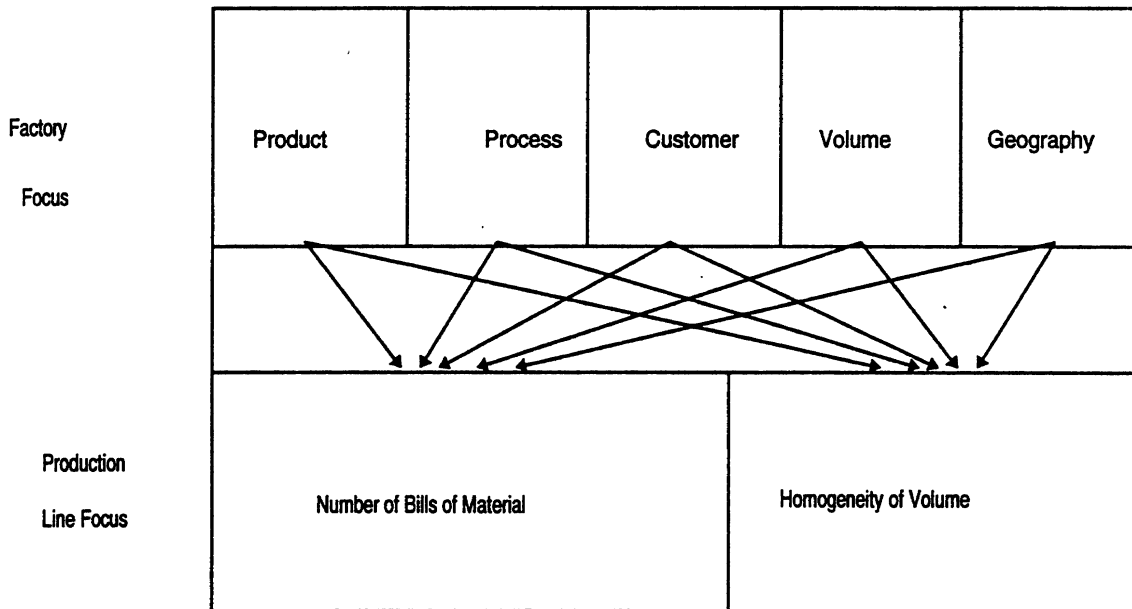 Factory
Focus
Product
Process
Customer
Volume
Geography
Production
Line Focus
Number of Bills of Material
Homogeneity of Volume